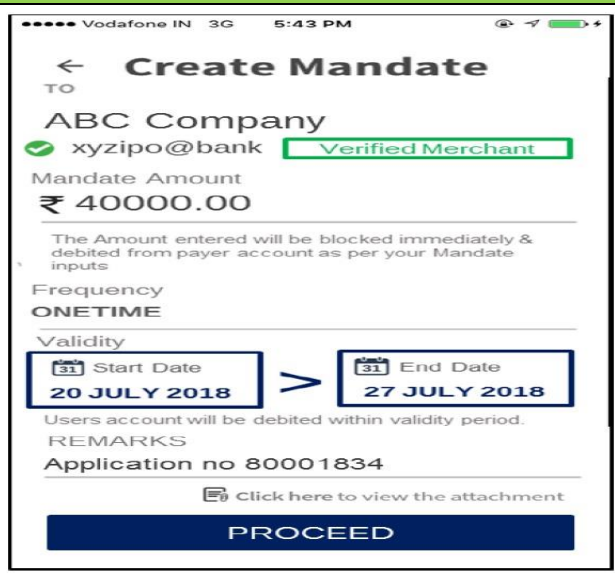 Vodafone IN 3G 5:43 PM
← Create Mandate
TO
ABC Company
xyzipo@bank Verified Merchant
Mandate Amount
₹ 40000.00
The Amount entered will be blocked immediately &
debited from payer account as per your Mandate
inputs
Frequency
ONETIME
Validity
31 Start Date
20 JULY 2018
>
31 End Date
27 JULY 2018
Users account will be debited within validity period.
REMARKS
Application no 80001834
Click here to view the attachment
PROCEED